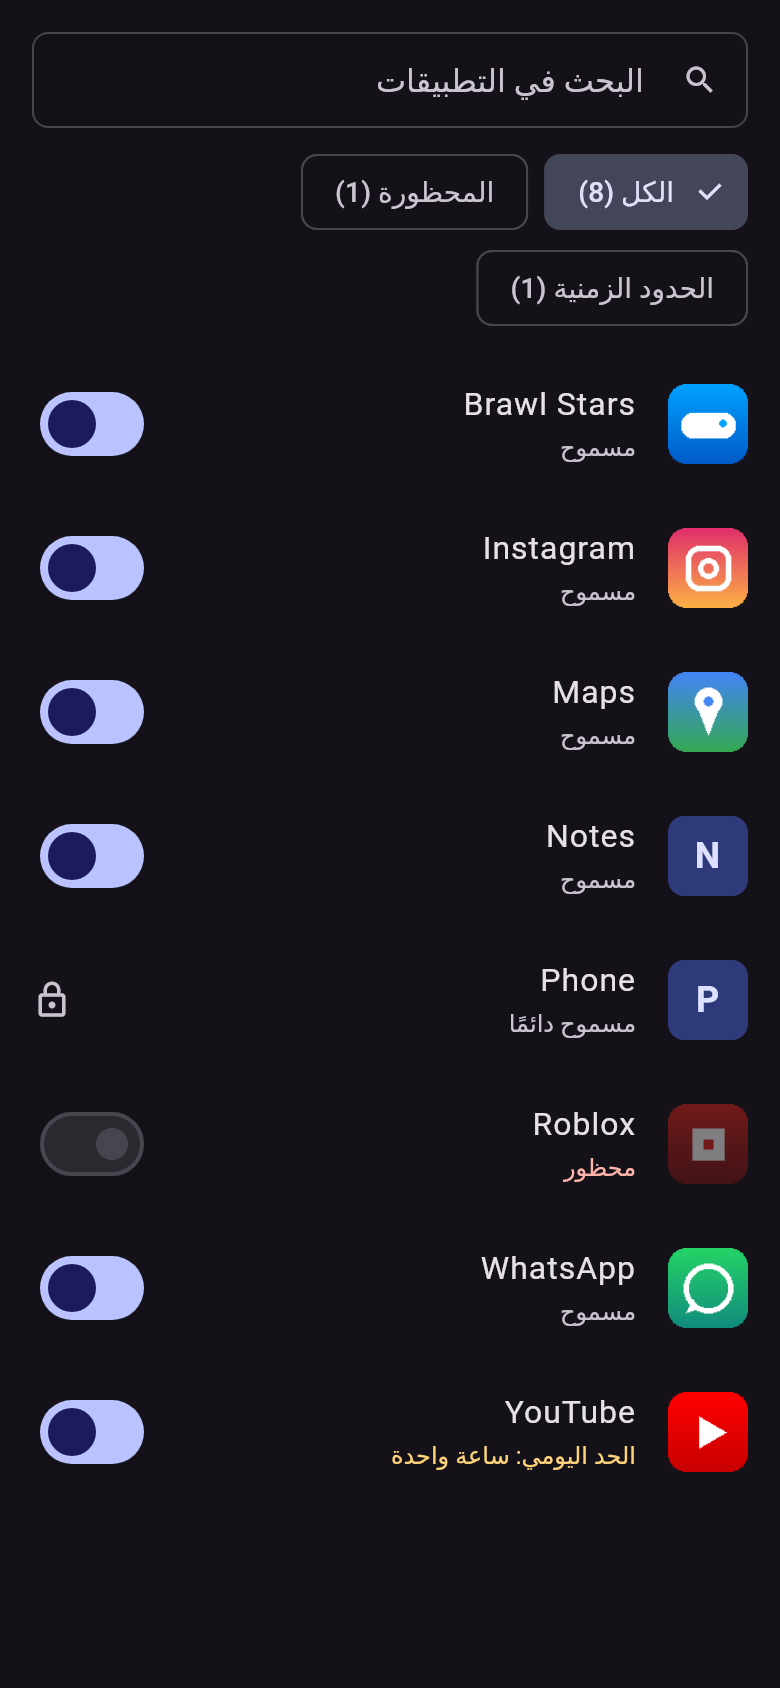 البحث في التطبيقات
الكل (8)
المحظورة (1)
الحدود الزمنية (1)
Brawl Stars
مسموح
Instagram
مسموح
Maps
مسموح
N
Notes
مسموح
P
Phone
مسموح دائمًا
Roblox
محظور
WhatsApp
مسموح
YouTube
الحد اليومي: ساعة واحدة